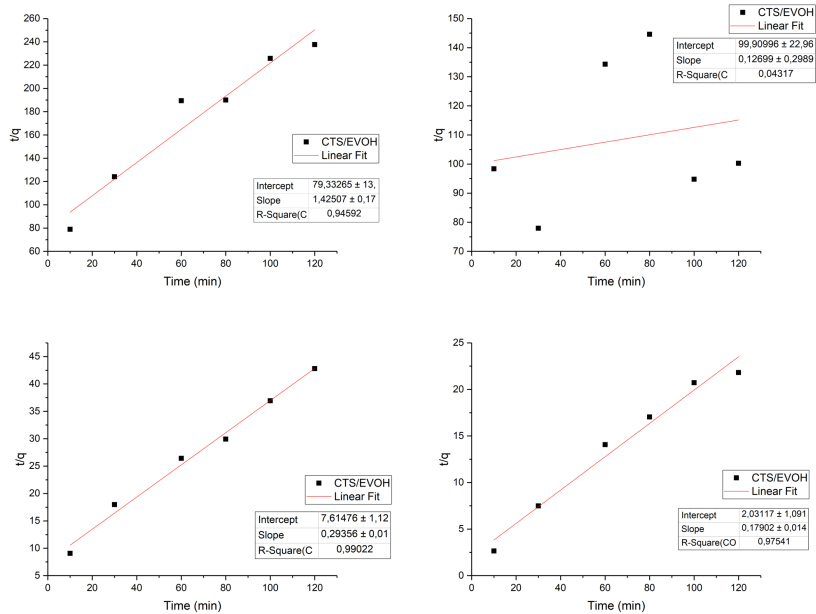 260
240
220
200
180
160
140
120
100
80
60
t/q
0 20 40 60 80 100 120
Time (min)
CTS/EVOH
Linear Fit
Intercept 79,33265 ± 13,
Slope 1,42507 ± 0,17
R-Square(C 0,94592
150
140
130
120
110
100
90
80
70
t/q
0 20 40 60 80 100 120
Time (min)
CTS/EVOH
Linear Fit
Intercept 99,90996 ± 22,96
Slope 0,12699 ± 0,2989
R-Square(C 0,04317
45
40
35
30
25
20
15
10
5
t/q
0 20 40 60 80 100 120
Time (min)
CTS/EVOH
Linear Fit
Intercept 7,61476 ± 1,12
Slope 0,29356 ± 0,01
R-Square(C 0,99022
25
20
15
10
5
0
t/q
0 20 40 60 80 100 120
Time (min)
CTS/EVOH
Linear Fit
Intercept 2,03117 ± 1,091
Slope 0,17902 ± 0,014
R-Square(CO 0,97541